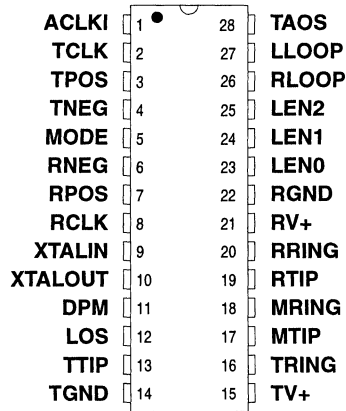 ACLKI 1 28 TAOS
TCLK 2 27 LLOOP
TPOS 3 26 RLOOP
TNEG 4 25 LEN2
MODE 5 24 LEN1
RNEG 6 23 LEN0
RPOS 7 22 RGND
RCLK 8 21 RV+
XTALIN 9 20 RRING
XTALOUT 10 19 RTIP
DPM 11 18 MRING
LOS 12 17 MTIP
TTIP 13 16 TRING
TGND 14 15 TV+